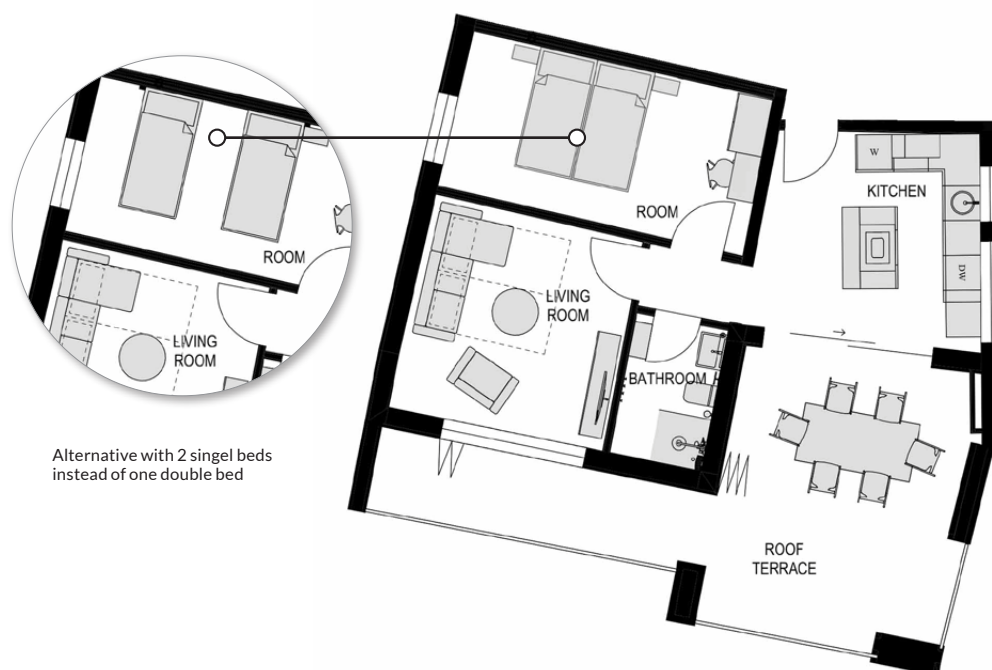 ROOM
LIVING
ROOM
Alternative with 2 singel beds
instead of one double bed
ROOM
LIVING
ROOM
BATHROOM
W
KITCHEN
DW
ROOF
TERRACE